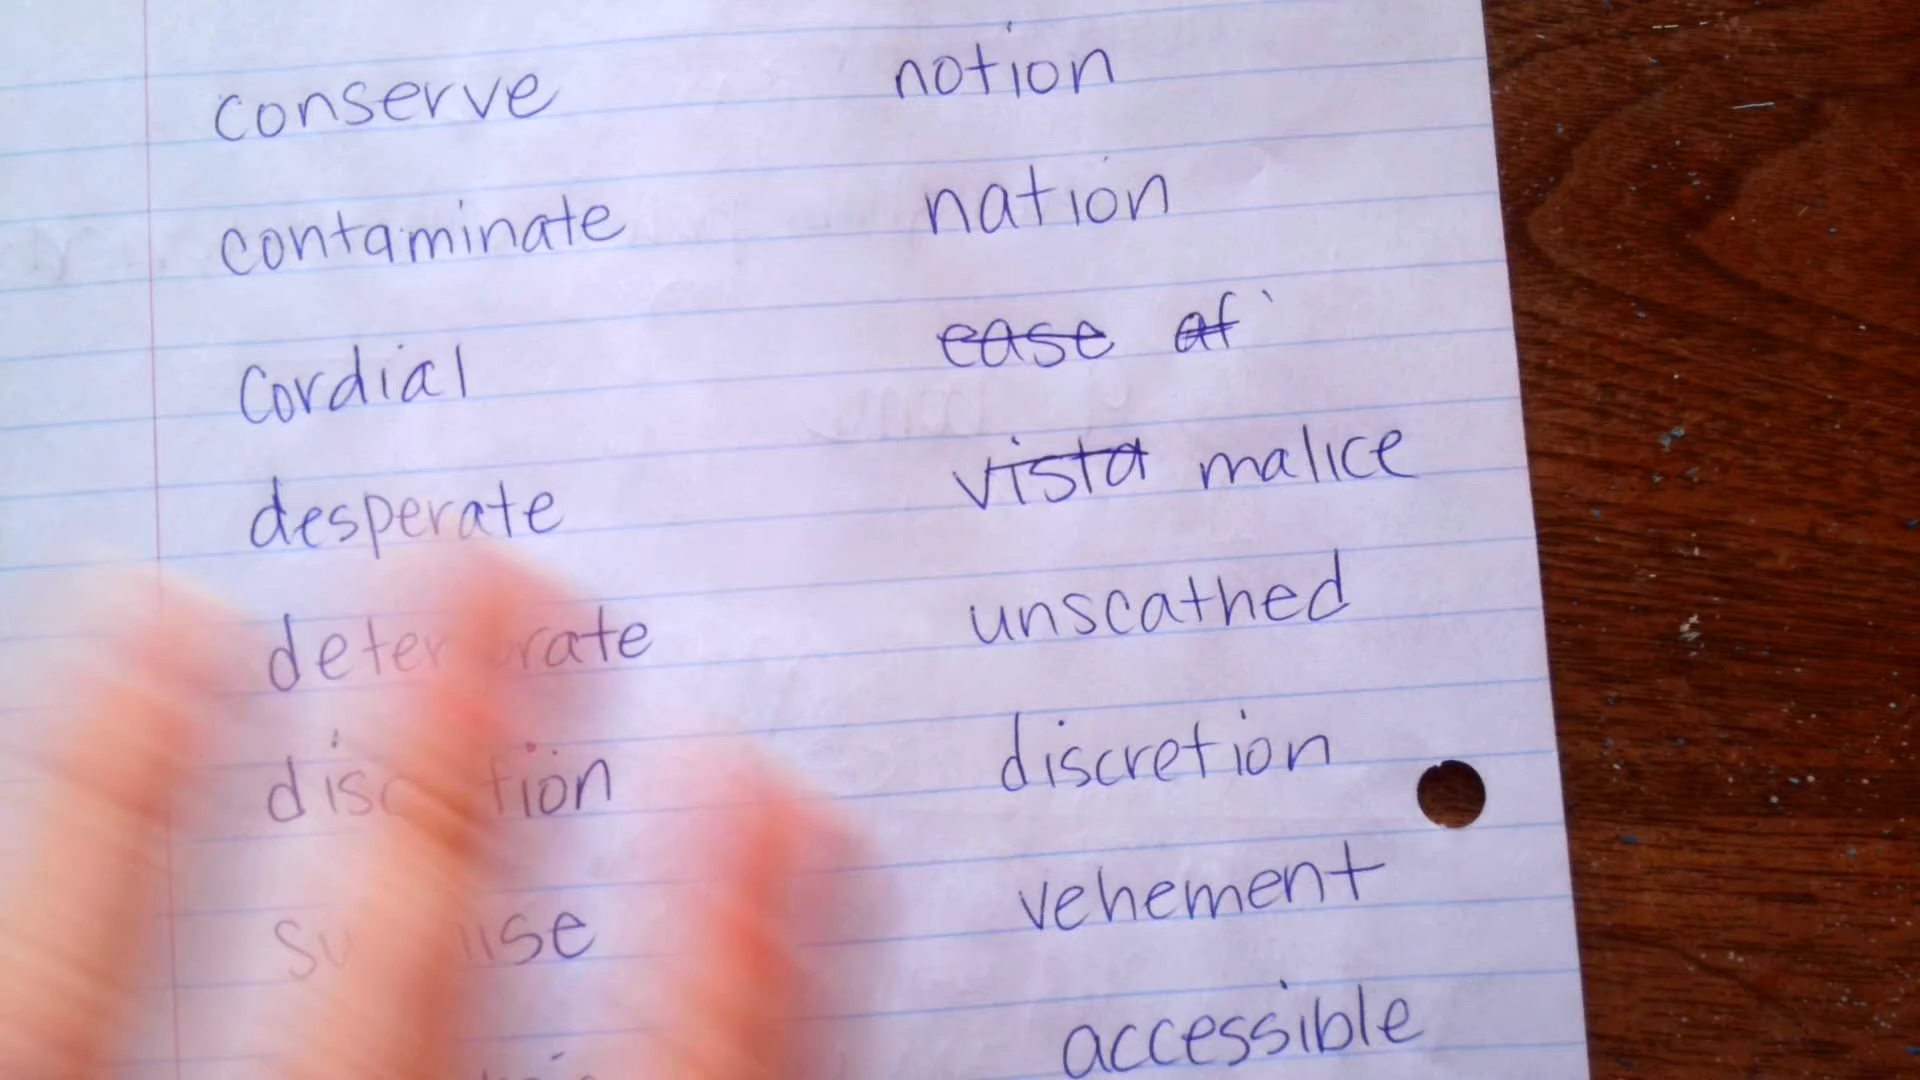 conserve
contaminate
Cordial
desperate
notion
nation
ease af
vista malice
unscathed
discretion
vehement
accessible